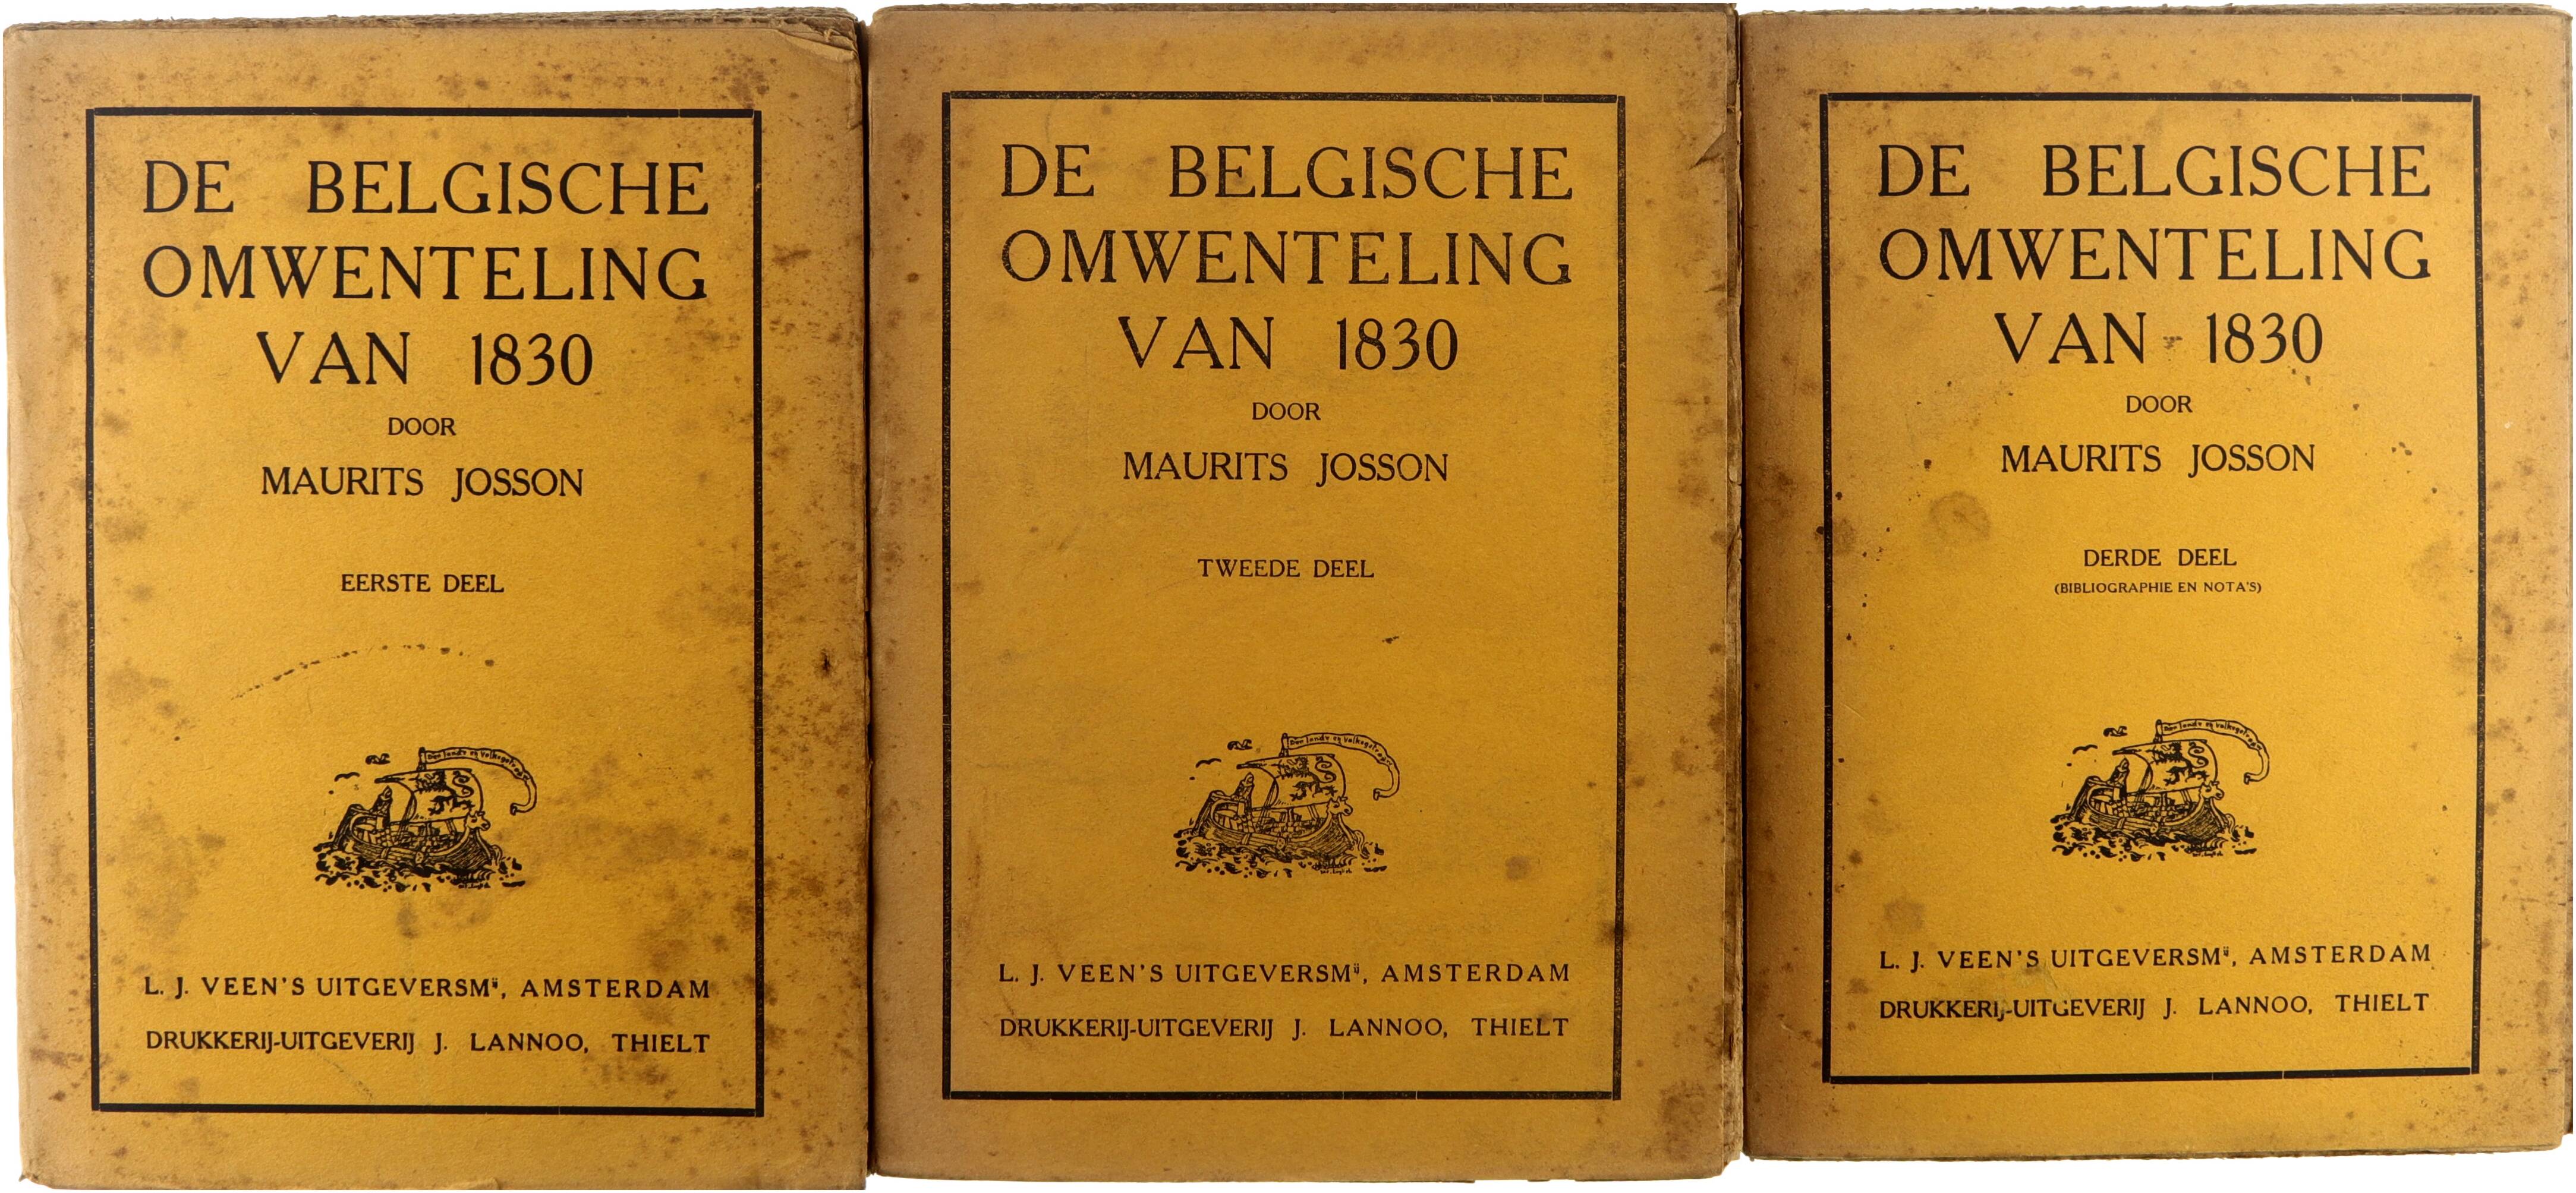 DE BELGISCHE
OMWENTELING
VAN 1830
DOOR
MAURITS JOSSON
EERSTE DEEL
L. J. VEEN'S UITGEVERSMij, AMSTERDAM
DRUKKERIJ-UITGEVERIJ J. LANNOO, THIELT
DE BELGISCHE
OMWENTELING
VAN 1830
DOOR
MAURITS JOSSON
TWEEDE DEEL
L. J. VEEN'S UITGEVERSMij, AMSTERDAM
DRUKKERIJ-UITGEVERIJ J. LANNOO, THIELT
DE BELGISCHE
OMWENTELING
VAN 1830
DOOR
MAURITS JOSSON
DERDE DEEL
(BIBLIOGRAPHIE EN NOTA'S)
L. J. VEEN'S UITGEVERSMij, AMSTERDAM
DRUKKERIJ-UITGEVERIJ J. LANNOO, THIELT